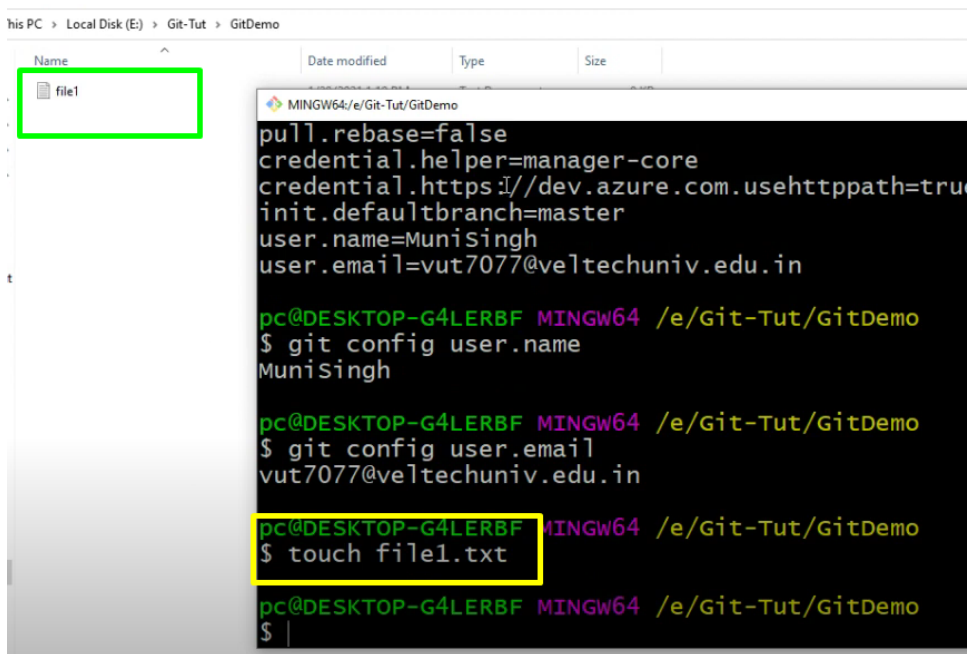 his PC > Local Disk (E:) > Git-Tut > GitDemo
Name Date modified Type Size
file1
MINGW64:/e/Git-Tut/GitDemo
pull.rebase=false
credential.helper=manager-core
credential.https://dev.azure.com.usehttppath=true
init.defaultbranch=master
user.name=MuniSingh
user.email=vut7077@veltechuniv.edu.in
pc@DESKTOP-G4LERBF MINGW64 /e/Git-Tut/GitDemo
$ git config user.name
MuniSingh
pc@DESKTOP-G4LERBF MINGW64 /e/Git-Tut/GitDemo
$ git config user.email
vut7077@veltechuniv.edu.in
pc@DESKTOP-G4LERBF MINGW64 /e/Git-Tut/GitDemo
$ touch file1.txt
pc@DESKTOP-G4LERBF MINGW64 /e/Git-Tut/GitDemo
$